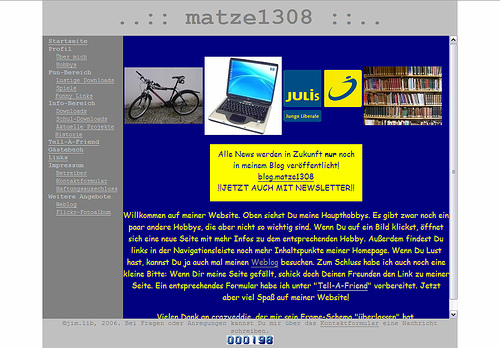 ..:: matze1308 ::..
Startseite
Profil
Über mich
Hobbys
Fun-Bereich
Lustige Downloads
Spiele
Funny Links
Info-Bereich
Downloads
Schul-Downloads
Aktuelle Projekte
Historie
Tell-A-Friend
Gästebuch
Links
Impressum
Betreiber
Kontaktformular
Haftungsauschluss
Weitere Angebote
Weblog
Flickr-Fotoalbum
JULIs
Junge Liberale
Alle News werden in Zukunft nur noch
in meinem Blog veröffentlicht!
blog.matze1308
!!JETZT AUCH MIT NEWSLETTER!!
Willkommen auf meiner Website. Oben siehst Du meine Haupthobbys. Es gibt zwar noch ein
paar andere Hobbys, die aber nicht so wichtig sind. Wenn Du auf ein Bild klickst, öffnet
sich eine neue Seite mit mehr Infos zu dem entsprechenden Hobby. Außerdem findest Du
links in der Navigationsleiste noch mehr Inhaltspunkte meiner Homepage. Wenn Du Lust
hast, kannst Du ja auch mal meinen Weblog besuchen. Zum Schluss habe ich auch noch eine
kleine Bitte: Wenn Dir meine Seite gefällt, schick doch Deinen Freunden den Link zu meiner
Seite. Ein entsprechendes Formular habe ich unter "Tell-A-Friend" vorbereitet. Jetzt
aber viel Spaß auf meiner Website!
Vielen Dank an crazyeddie, der mir sein Frame-Schema "überlassen" hat.
©jim.lib, 2006. Bei Fragen oder Anregungen kannst Du mir über das Kontaktformular eine Nachricht
schreiben.
000198